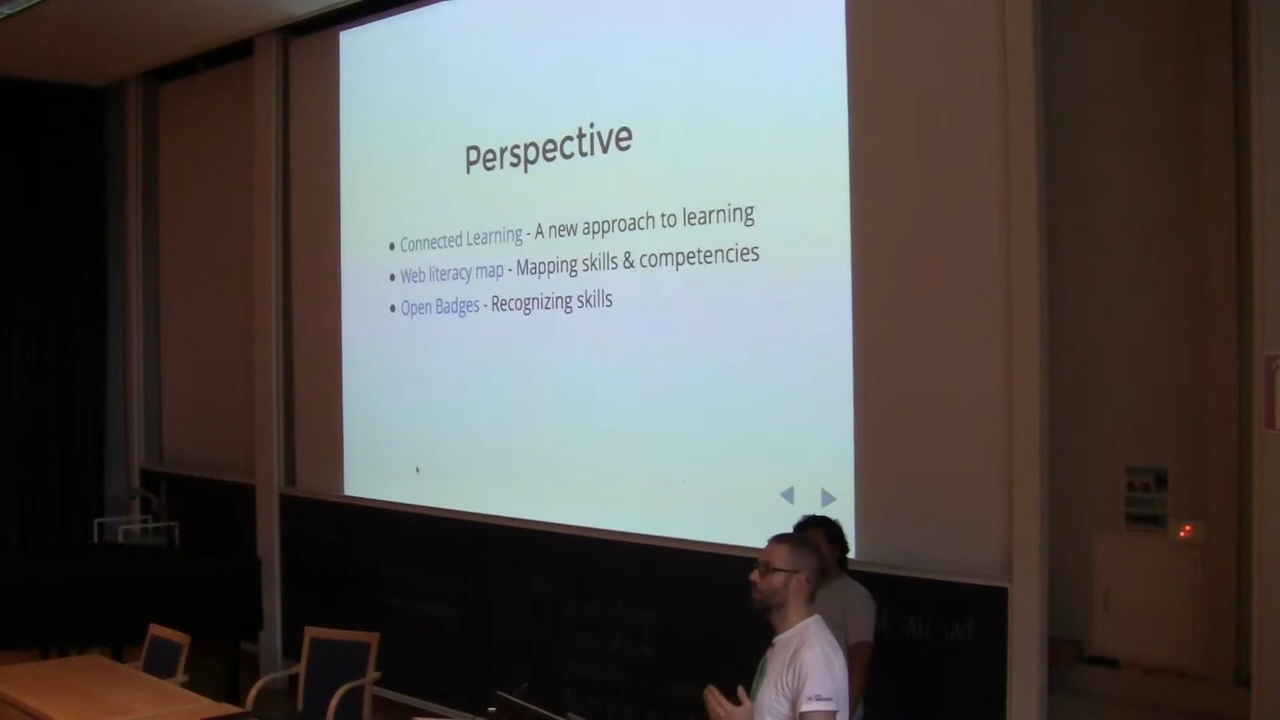 Perspective
• Connected Learning - A new approach to learning
• Web literacy map - Mapping skills & competencies
• Open Badges - Recognizing skills